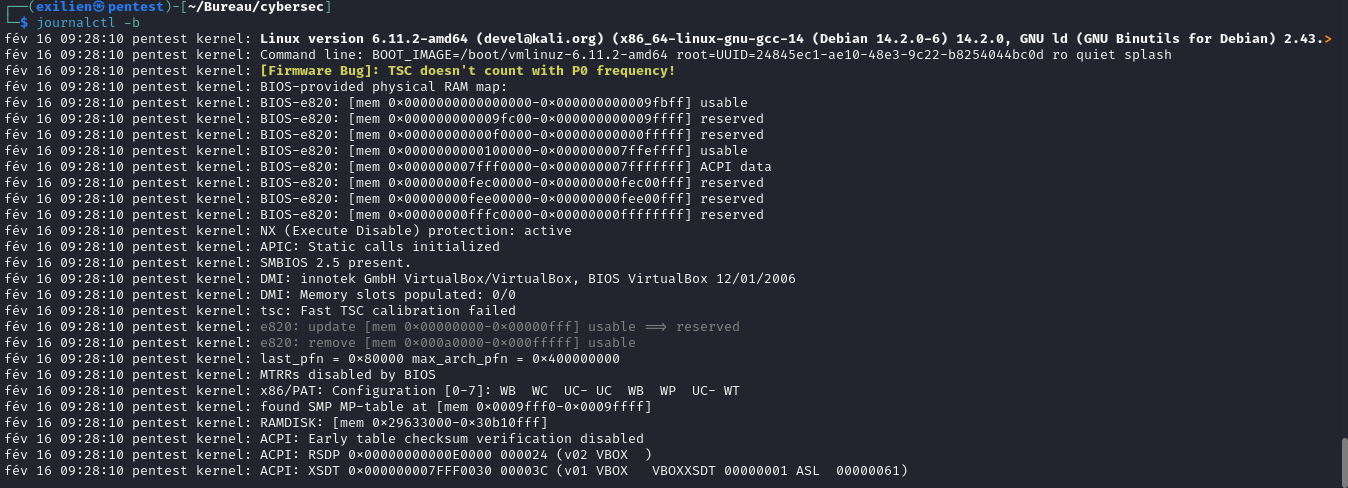 ┌──(exilien㉿pentest)-[~/Bureau/cybersec]
└─$ journalctl -b
fév 16 09:28:10 pentest kernel: Linux version 6.11.2-amd64 (devel@kali.org) (x86_64-linux-gnu-gcc-14 (Debian 14.2.0-6) 14.2.0, GNU ld (GNU Binutils for Debian) 2.43.>
fév 16 09:28:10 pentest kernel: Command line: BOOT_IMAGE=/boot/vmlinuz-6.11.2-amd64 root=UUID=24845ec1-ae10-48e3-9c22-b8254044bc0d ro quiet splash
fév 16 09:28:10 pentest kernel: [Firmware Bug]: TSC doesn't count with P0 frequency!
fév 16 09:28:10 pentest kernel: BIOS-provided physical RAM map:
fév 16 09:28:10 pentest kernel: BIOS-e820: [mem 0×0000000000000000-0×000000000009fbff] usable
fév 16 09:28:10 pentest kernel: BIOS-e820: [mem 0×000000000009fc00-0×000000000009ffff] reserved
fév 16 09:28:10 pentest kernel: BIOS-e820: [mem 0×00000000000f0000-0×00000000000fffff] reserved
fév 16 09:28:10 pentest kernel: BIOS-e820: [mem 0×0000000000100000-0×000000007ffeffff] usable
fév 16 09:28:10 pentest kernel: BIOS-e820: [mem 0×000000007fff0000-0×000000007fffffff] ACPI data
fév 16 09:28:10 pentest kernel: BIOS-e820: [mem 0×00000000fec00000-0×00000000fec00fff] reserved
fév 16 09:28:10 pentest kernel: BIOS-e820: [mem 0×00000000fee00000-0×00000000fee00fff] reserved
fév 16 09:28:10 pentest kernel: BIOS-e820: [mem 0×00000000fffc0000-0×00000000ffffffff] reserved
fév 16 09:28:10 pentest kernel: NX (Execute Disable) protection: active
fév 16 09:28:10 pentest kernel: APIC: Static calls initialized
fév 16 09:28:10 pentest kernel: SMBIOS 2.5 present.
fév 16 09:28:10 pentest kernel: DMI: innotek GmbH VirtualBox/VirtualBox, BIOS VirtualBox 12/01/2006
fév 16 09:28:10 pentest kernel: DMI: Memory slots populated: 0/0
fév 16 09:28:10 pentest kernel: tsc: Fast TSC calibration failed
fév 16 09:28:10 pentest kernel: e820: update [mem 0×00000000-0×00000fff] usable ⟹ reserved
fév 16 09:28:10 pentest kernel: e820: remove [mem 0×000a0000-0×000fffff] usable
fév 16 09:28:10 pentest kernel: last_pfn = 0×80000 max_arch_pfn = 0×400000000
fév 16 09:28:10 pentest kernel: MTRRs disabled by BIOS
fév 16 09:28:10 pentest kernel: x86/PAT: Configuration [0-7]: WB  WC  UC- UC  WB  WP  UC- WT
fév 16 09:28:10 pentest kernel: found SMP MP-table at [mem 0×0009fff0-0×0009ffff]
fév 16 09:28:10 pentest kernel: RAMDISK: [mem 0×29633000-0×30b10fff]
fév 16 09:28:10 pentest kernel: ACPI: Early table checksum verification disabled
fév 16 09:28:10 pentest kernel: ACPI: RSDP 0×00000000000E0000 000024 (v02 VBOX  )
fév 16 09:28:10 pentest kernel: ACPI: XSDT 0×000000007FFF0030 00003C (v01 VBOX   VBOXXSDT 00000001 ASL  00000061)